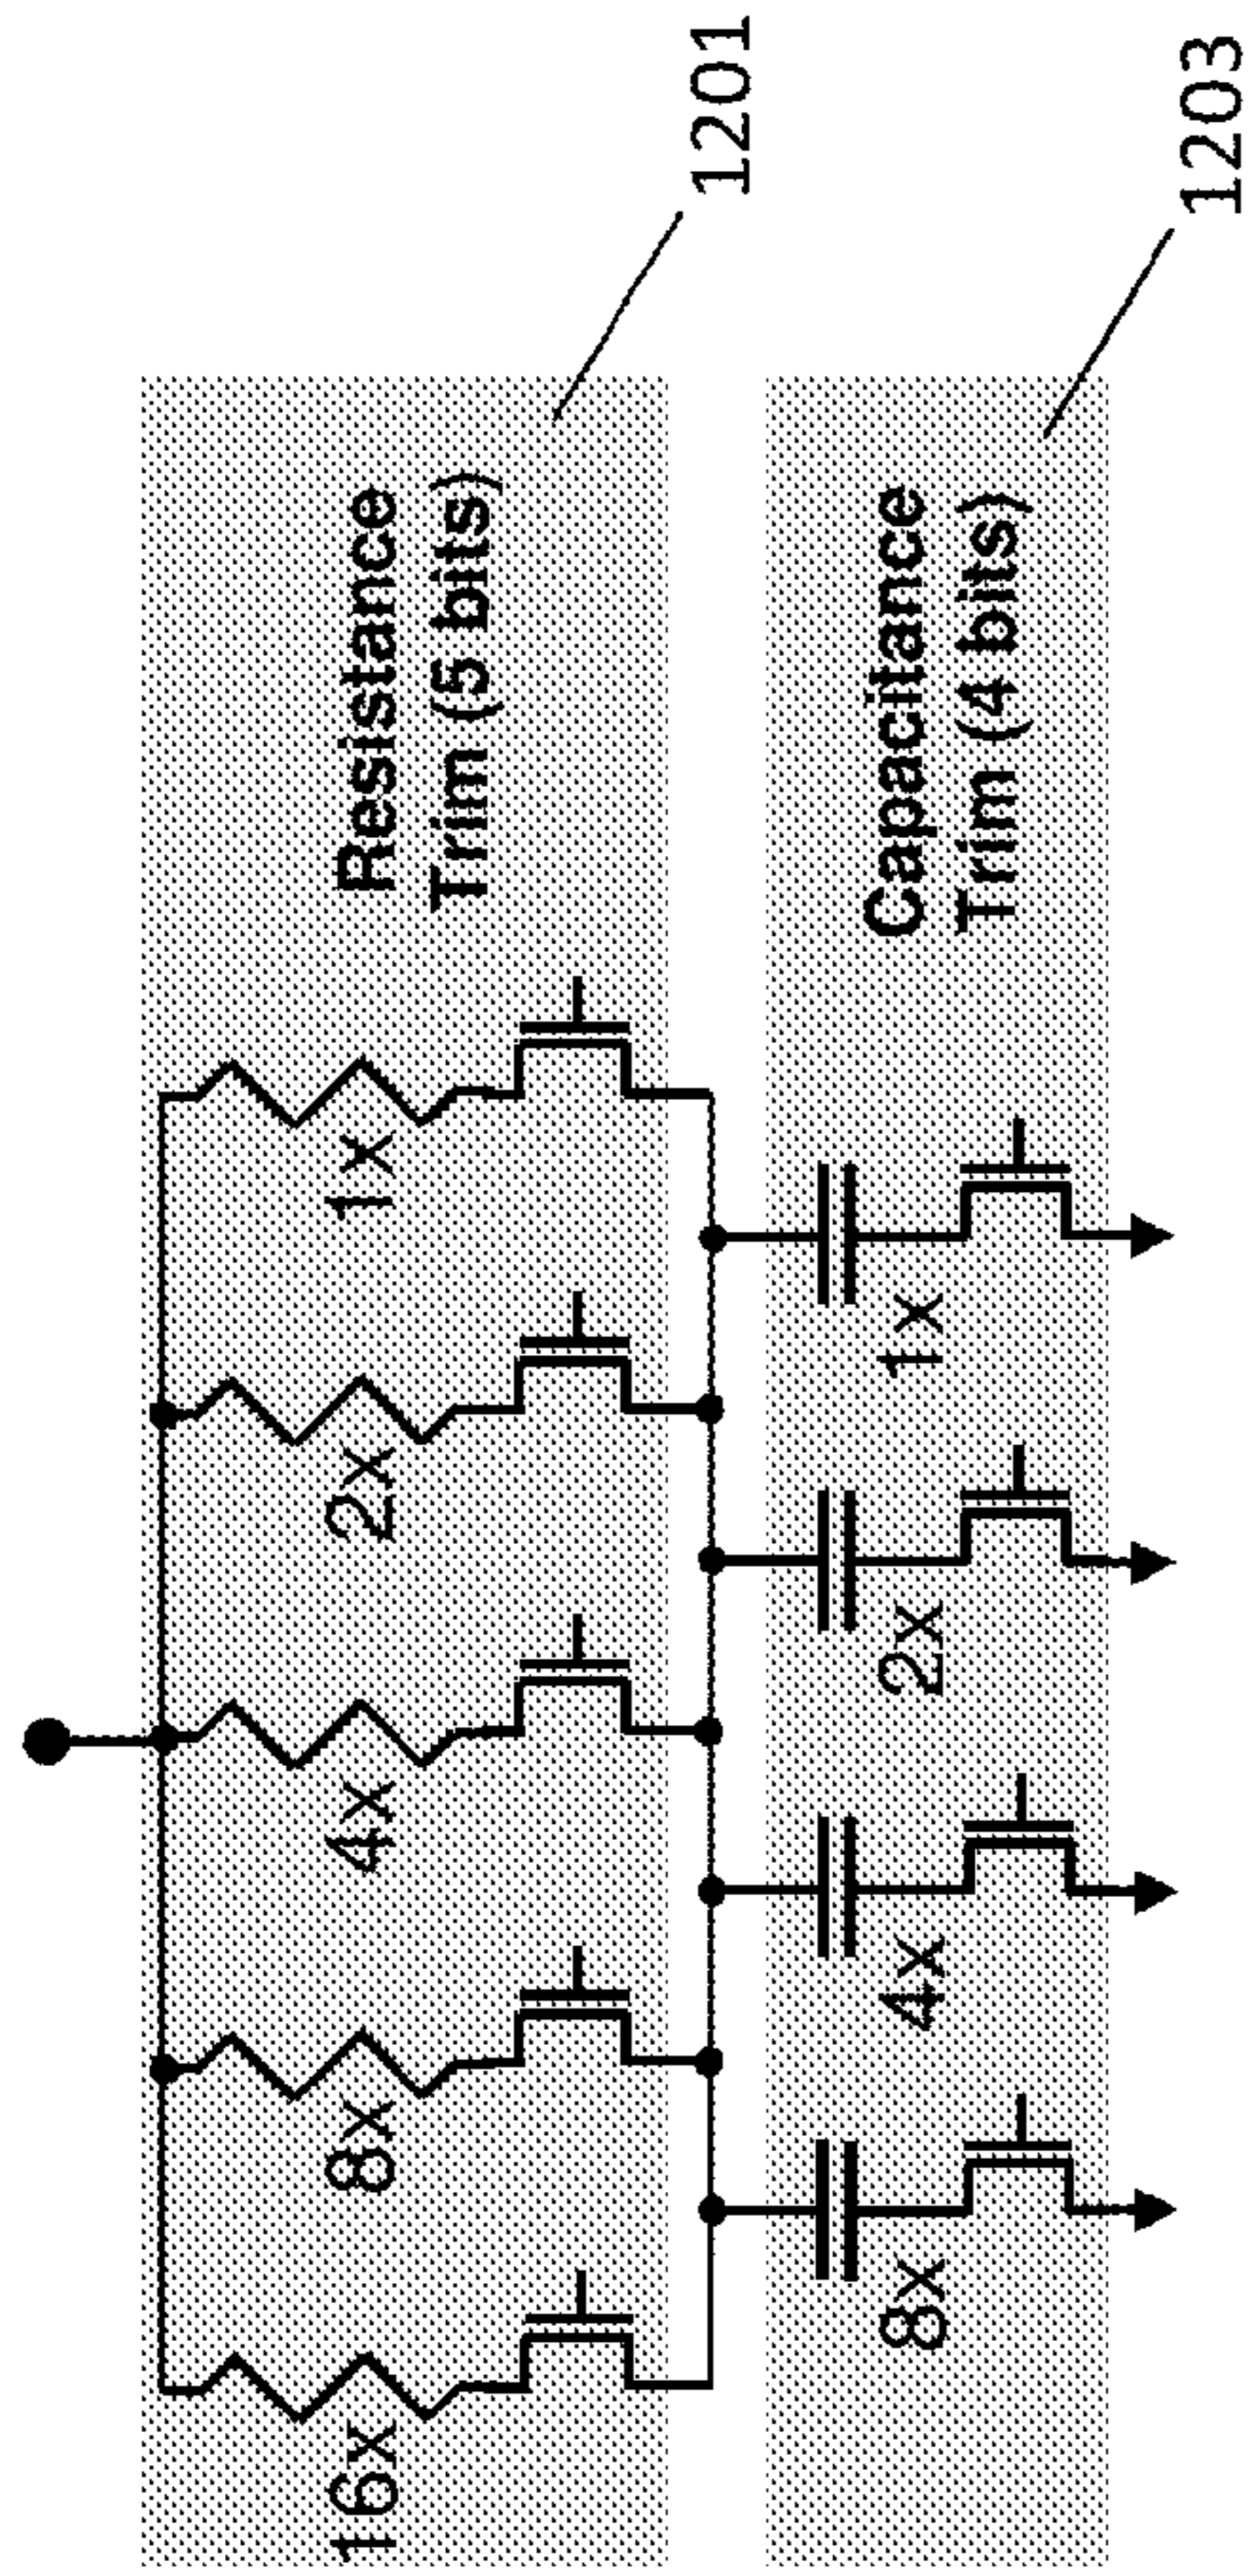 16x
8x
4x
2x
1x
Resistance
Trim (5 bits)
1201
8x
4x
2x
1x
Capacitance
Trim (4 bits)
1203